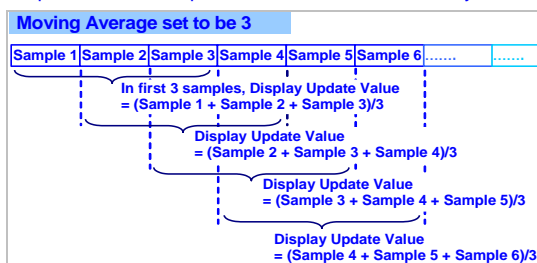 Moving Average set to be 3
Sample 1 Sample 2 Sample 3 Sample 4 Sample 5 Sample 6 ....... .......
In first 3 samples, Display Update Value
= (Sample 1 + Sample 2 + Sample 3)/3
Display Update Value
= (Sample 2 + Sample 3 + Sample 4)/3
Display Update Value
= (Sample 3 + Sample 4 + Sample 5)/3
Display Update Value
= (Sample 4 + Sample 5 + Sample 6)/3